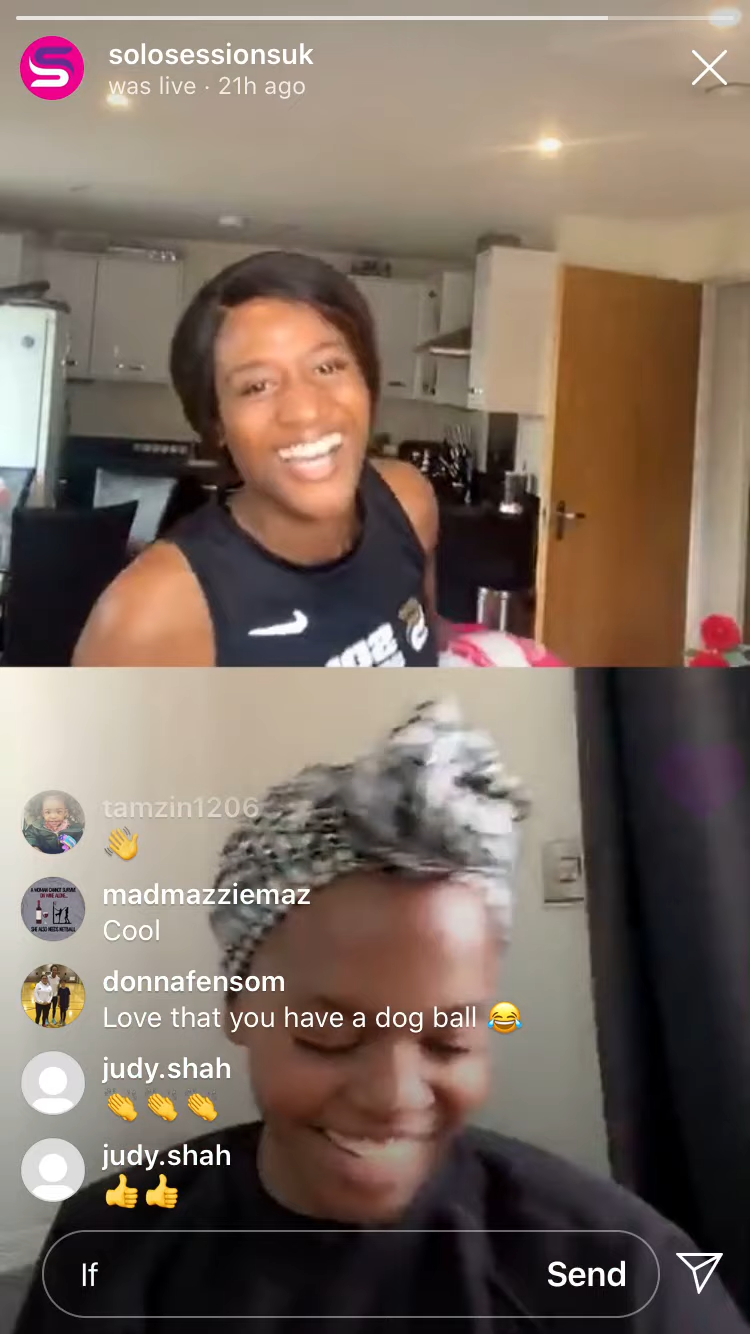 solosessionsuk
was live · 21h ago
tamzin1206
👋
madmazziemaz
Cool
donnafensom
Love that you have a dog ball 😂
judy.shah
👏👏👏
judy.shah
👍👍
If
Send